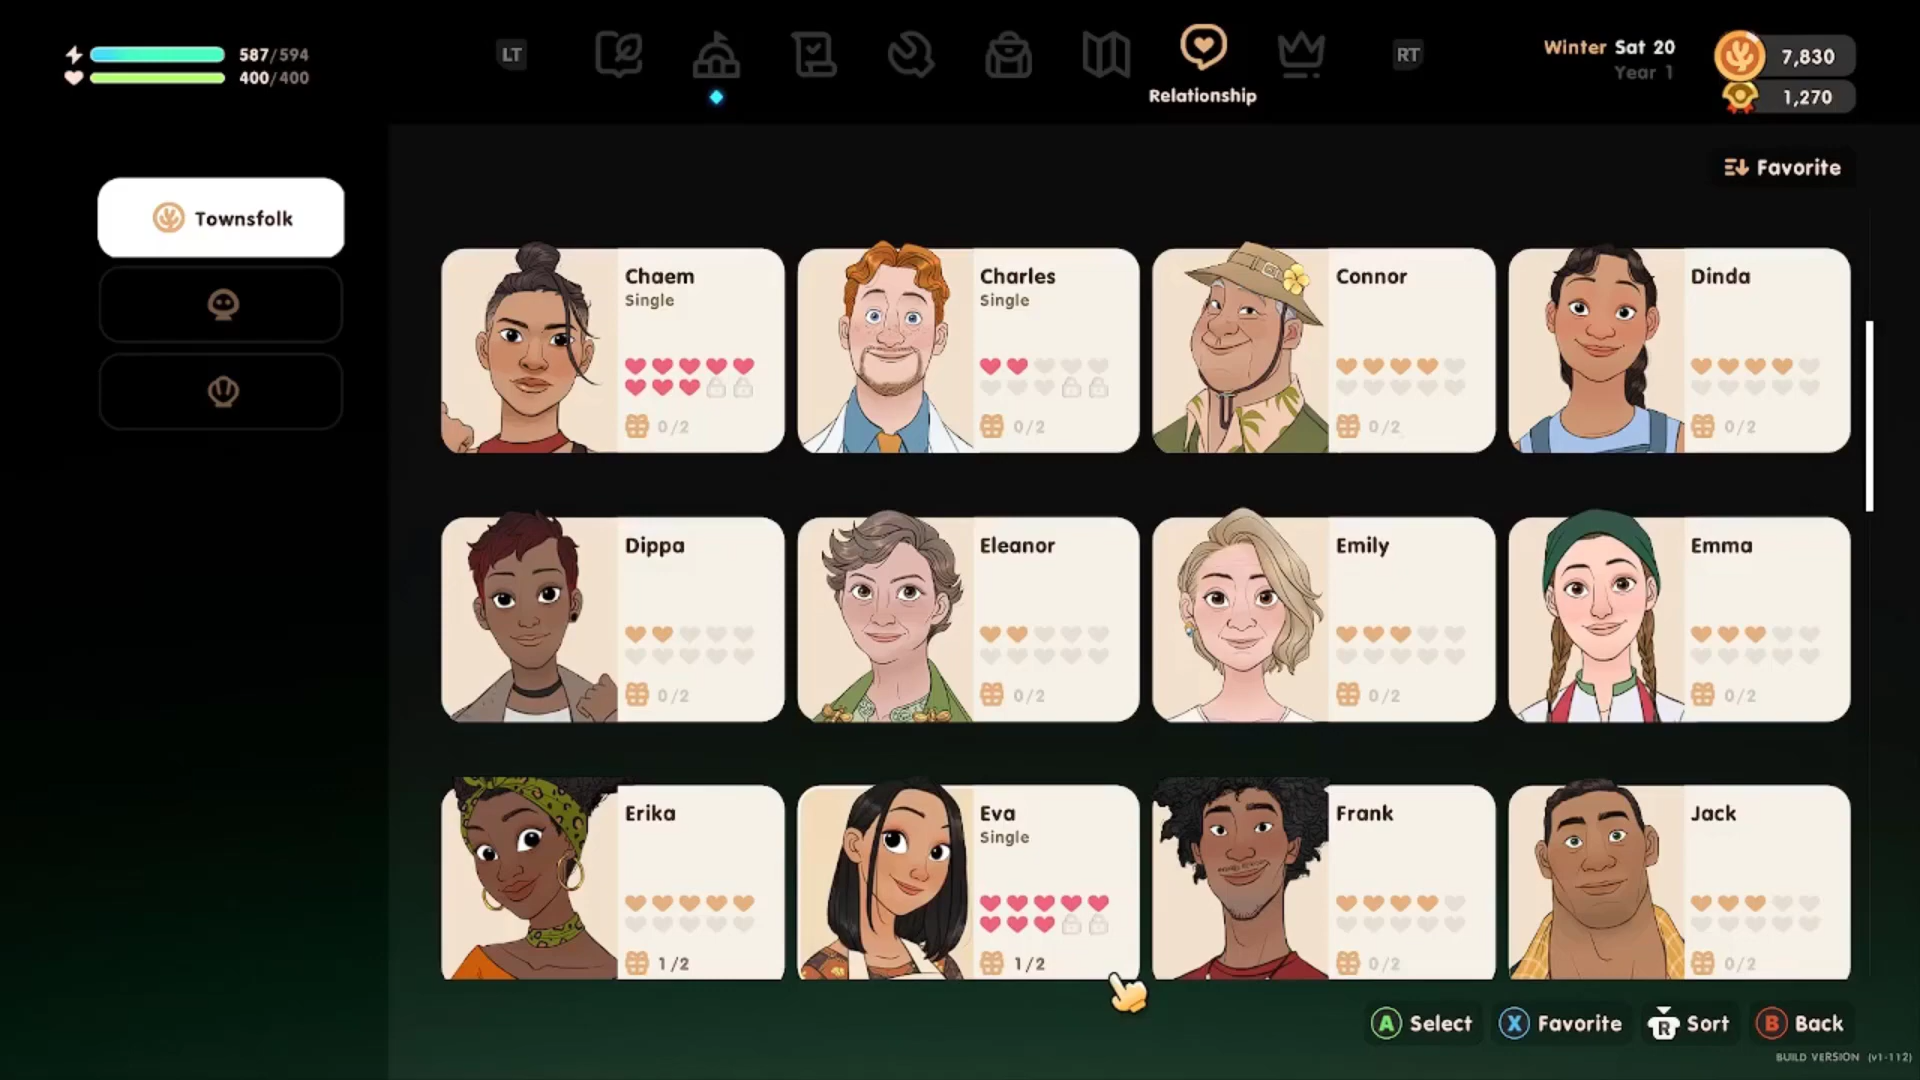 587/594
400/400
LT
RT
Relationship
Winter Sat 20
Year 1
7,830
1,270
Townsfolk
Favorite
Chaem
Single
0/2
Charles
Single
0/2
Connor
0/2
Dinda
0/2
Dippa
0/2
Eleanor
0/2
Emily
0/2
Emma
0/2
Erika
1/2
Eva
Single
1/2
Frank
0/2
Jack
0/2
A Select
X Favorite
R Sort
B Back
BUILD VERSION (v1-112)